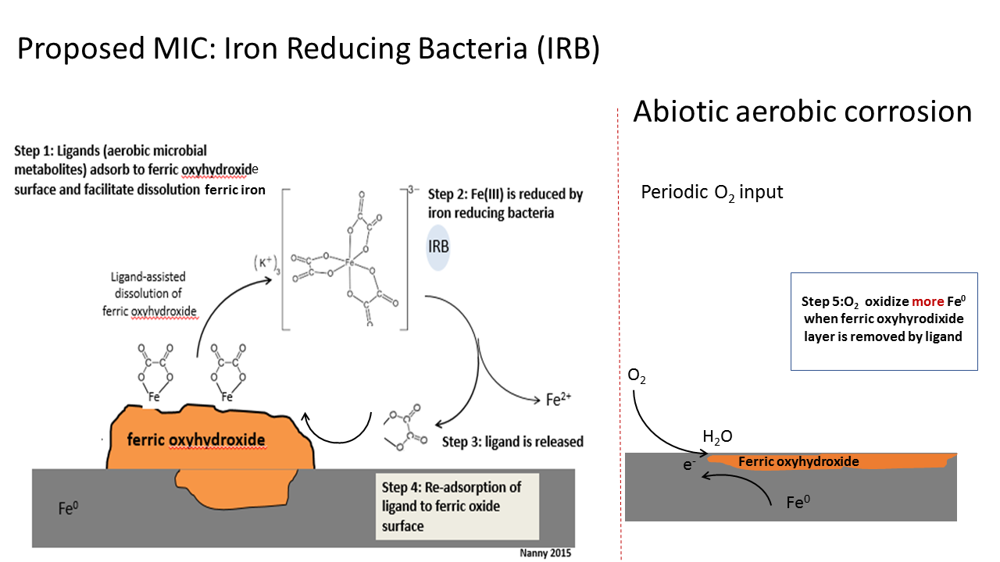 Proposed MIC: Iron Reducing Bacteria (IRB)
Abiotic aerobic corrosion
Step 1: Ligands (aerobic microbial
metabolites) adsorb to ferric oxyhydroxide
surface and facilitate dissolution ferric iron
3–
Step 2: Fe(III) is reduced by
iron reducing bacteria
IRB
(K⁺)₃
O
C
O
C
O
O
O
C
O
Fe
O
C
O
O
O
C
O
C
O
Ligand-assisted
dissolution of
ferric oxyhydroxide
O O
C–C
O O
Fe
O O
C–C
O O
Fe
ferric oxyhydroxide
Fe²⁺
O
O
C
C
O
O
Step 3: ligand is released
Fe⁰
Step 4: Re-adsorption of
ligand to ferric oxide
surface
Nanny 2015
Periodic O₂ input
Step 5:O₂ oxidize more Fe⁰
when ferric oxyhyrodixide
layer is removed by ligand
O₂
H₂O
e⁻
Ferric oxyhydroxide
Fe⁰